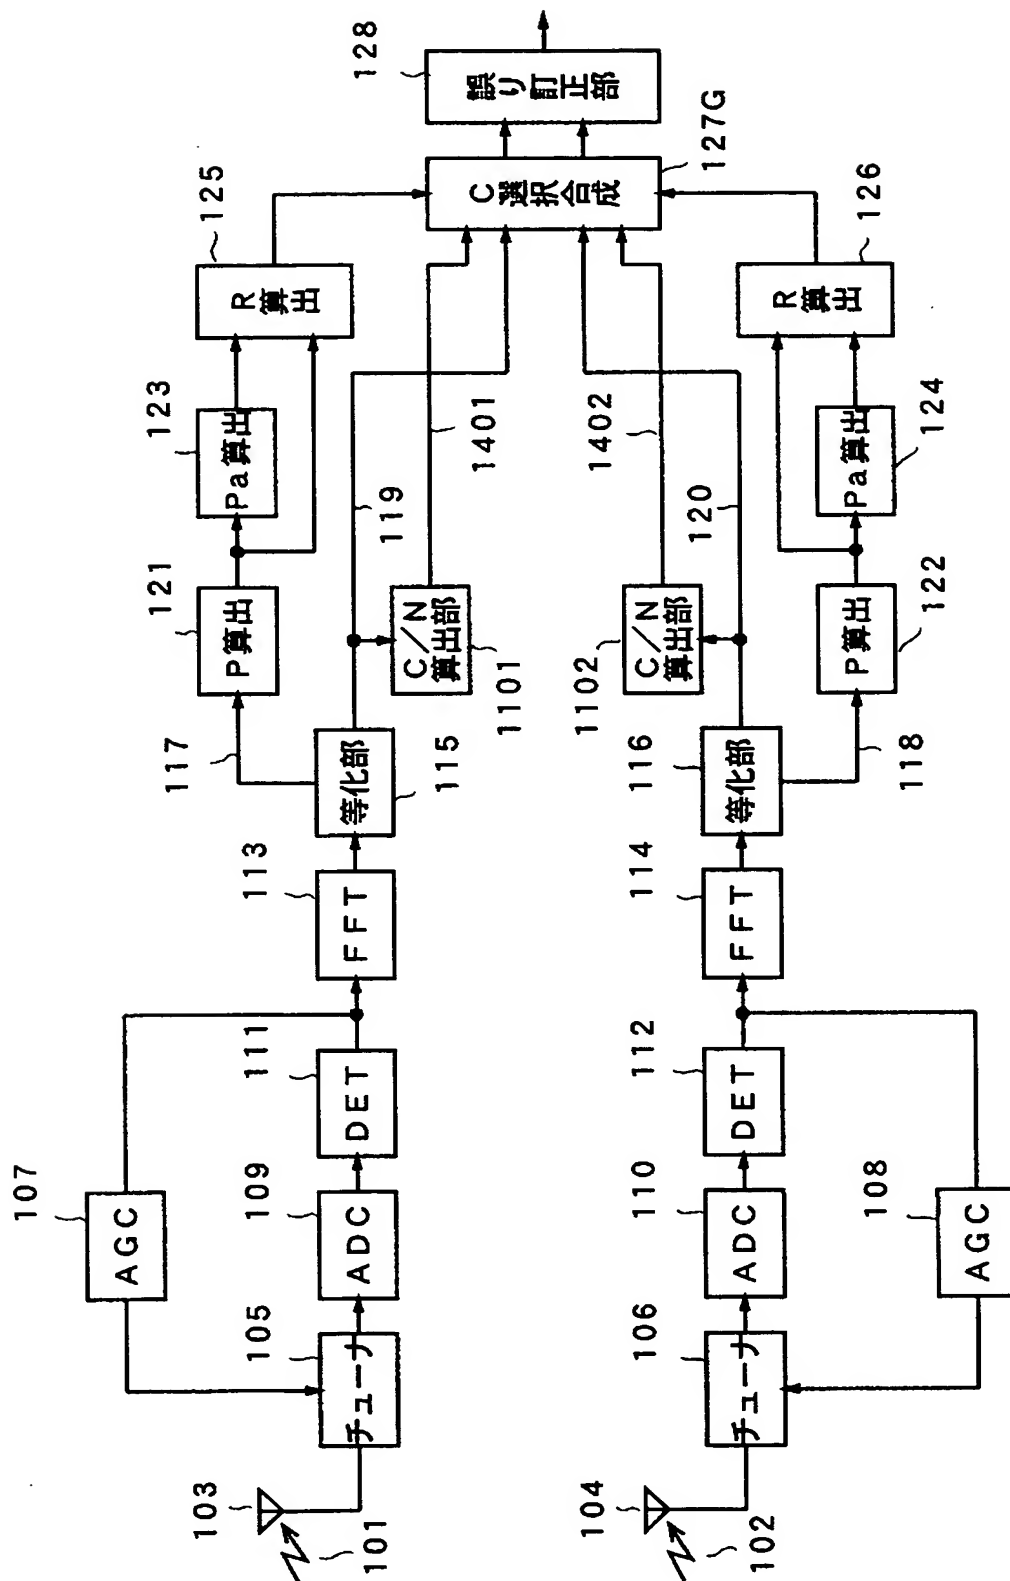 101
103
チューナ
105
AGC
107
ADC
109
DET
111
FFT
113
等化部
115
117
P算出
121
Pa算出
123
R算出
125
119
C/N
算出部
1101
1401
C
選択合成
127G
誤り訂正部
128
102
104
チューナ
106
AGC
108
ADC
110
DET
112
FFT
114
等化部
116
118
P算出
122
Pa算出
124
R算出
126
120
C/N
算出部
1102
1402